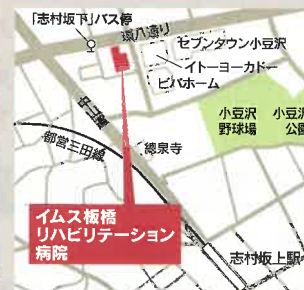 「志村坂下」バス停
環八通り
セブンタウン小豆沢
イトーヨーカドー
ビバホーム
小豆沢
野球場
小豆沢
公園
中山道
都営三田線
總泉寺
イムス板橋
リハビリテーション
病院
志村坂上駅